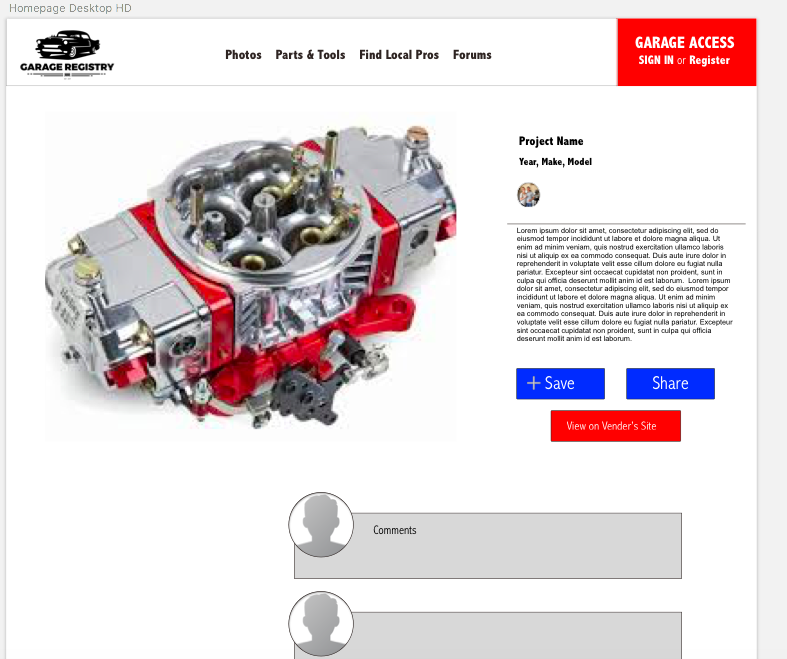 Homepage Desktop HD
GARAGE REGISTRY
Photos Parts & Tools Find Local Pros Forums
GARAGE ACCESS
SIGN IN or Register
Project Name
Year, Make, Model
Lorem ipsum dolor sit amet, consectetur adipiscing elit, sed do
eiusmod tempor incididunt ut labore et dolore magna aliqua. Ut
enim ad minim veniam, quis nostrud exercitation ullamco laboris
nisi ut aliquip ex ea commodo consequat. Duis aute irure dolor in
reprehenderit in voluptate velit esse cillum dolore eu fugiat nulla
pariatur. Excepteur sint occaecat cupidatat non proident, sunt in
culpa qui officia deserunt mollit anim id est laborum.  Lorem ipsum
dolor sit amet, consectetur adipiscing elit, sed do eiusmod tempor
incididunt ut labore et dolore magna aliqua. Ut enim ad minim
veniam, quis nostrud exercitation ullamco laboris nisi ut aliquip ex
ea commodo consequat. Duis aute irure dolor in reprehenderit in
voluptate velit esse cillum dolore eu fugiat nulla pariatur. Excepteur
sint occaecat cupidatat non proident, sunt in culpa qui officia
deserunt mollit anim id est laborum.
+ Save
Share
View on Vender's Site
Comments